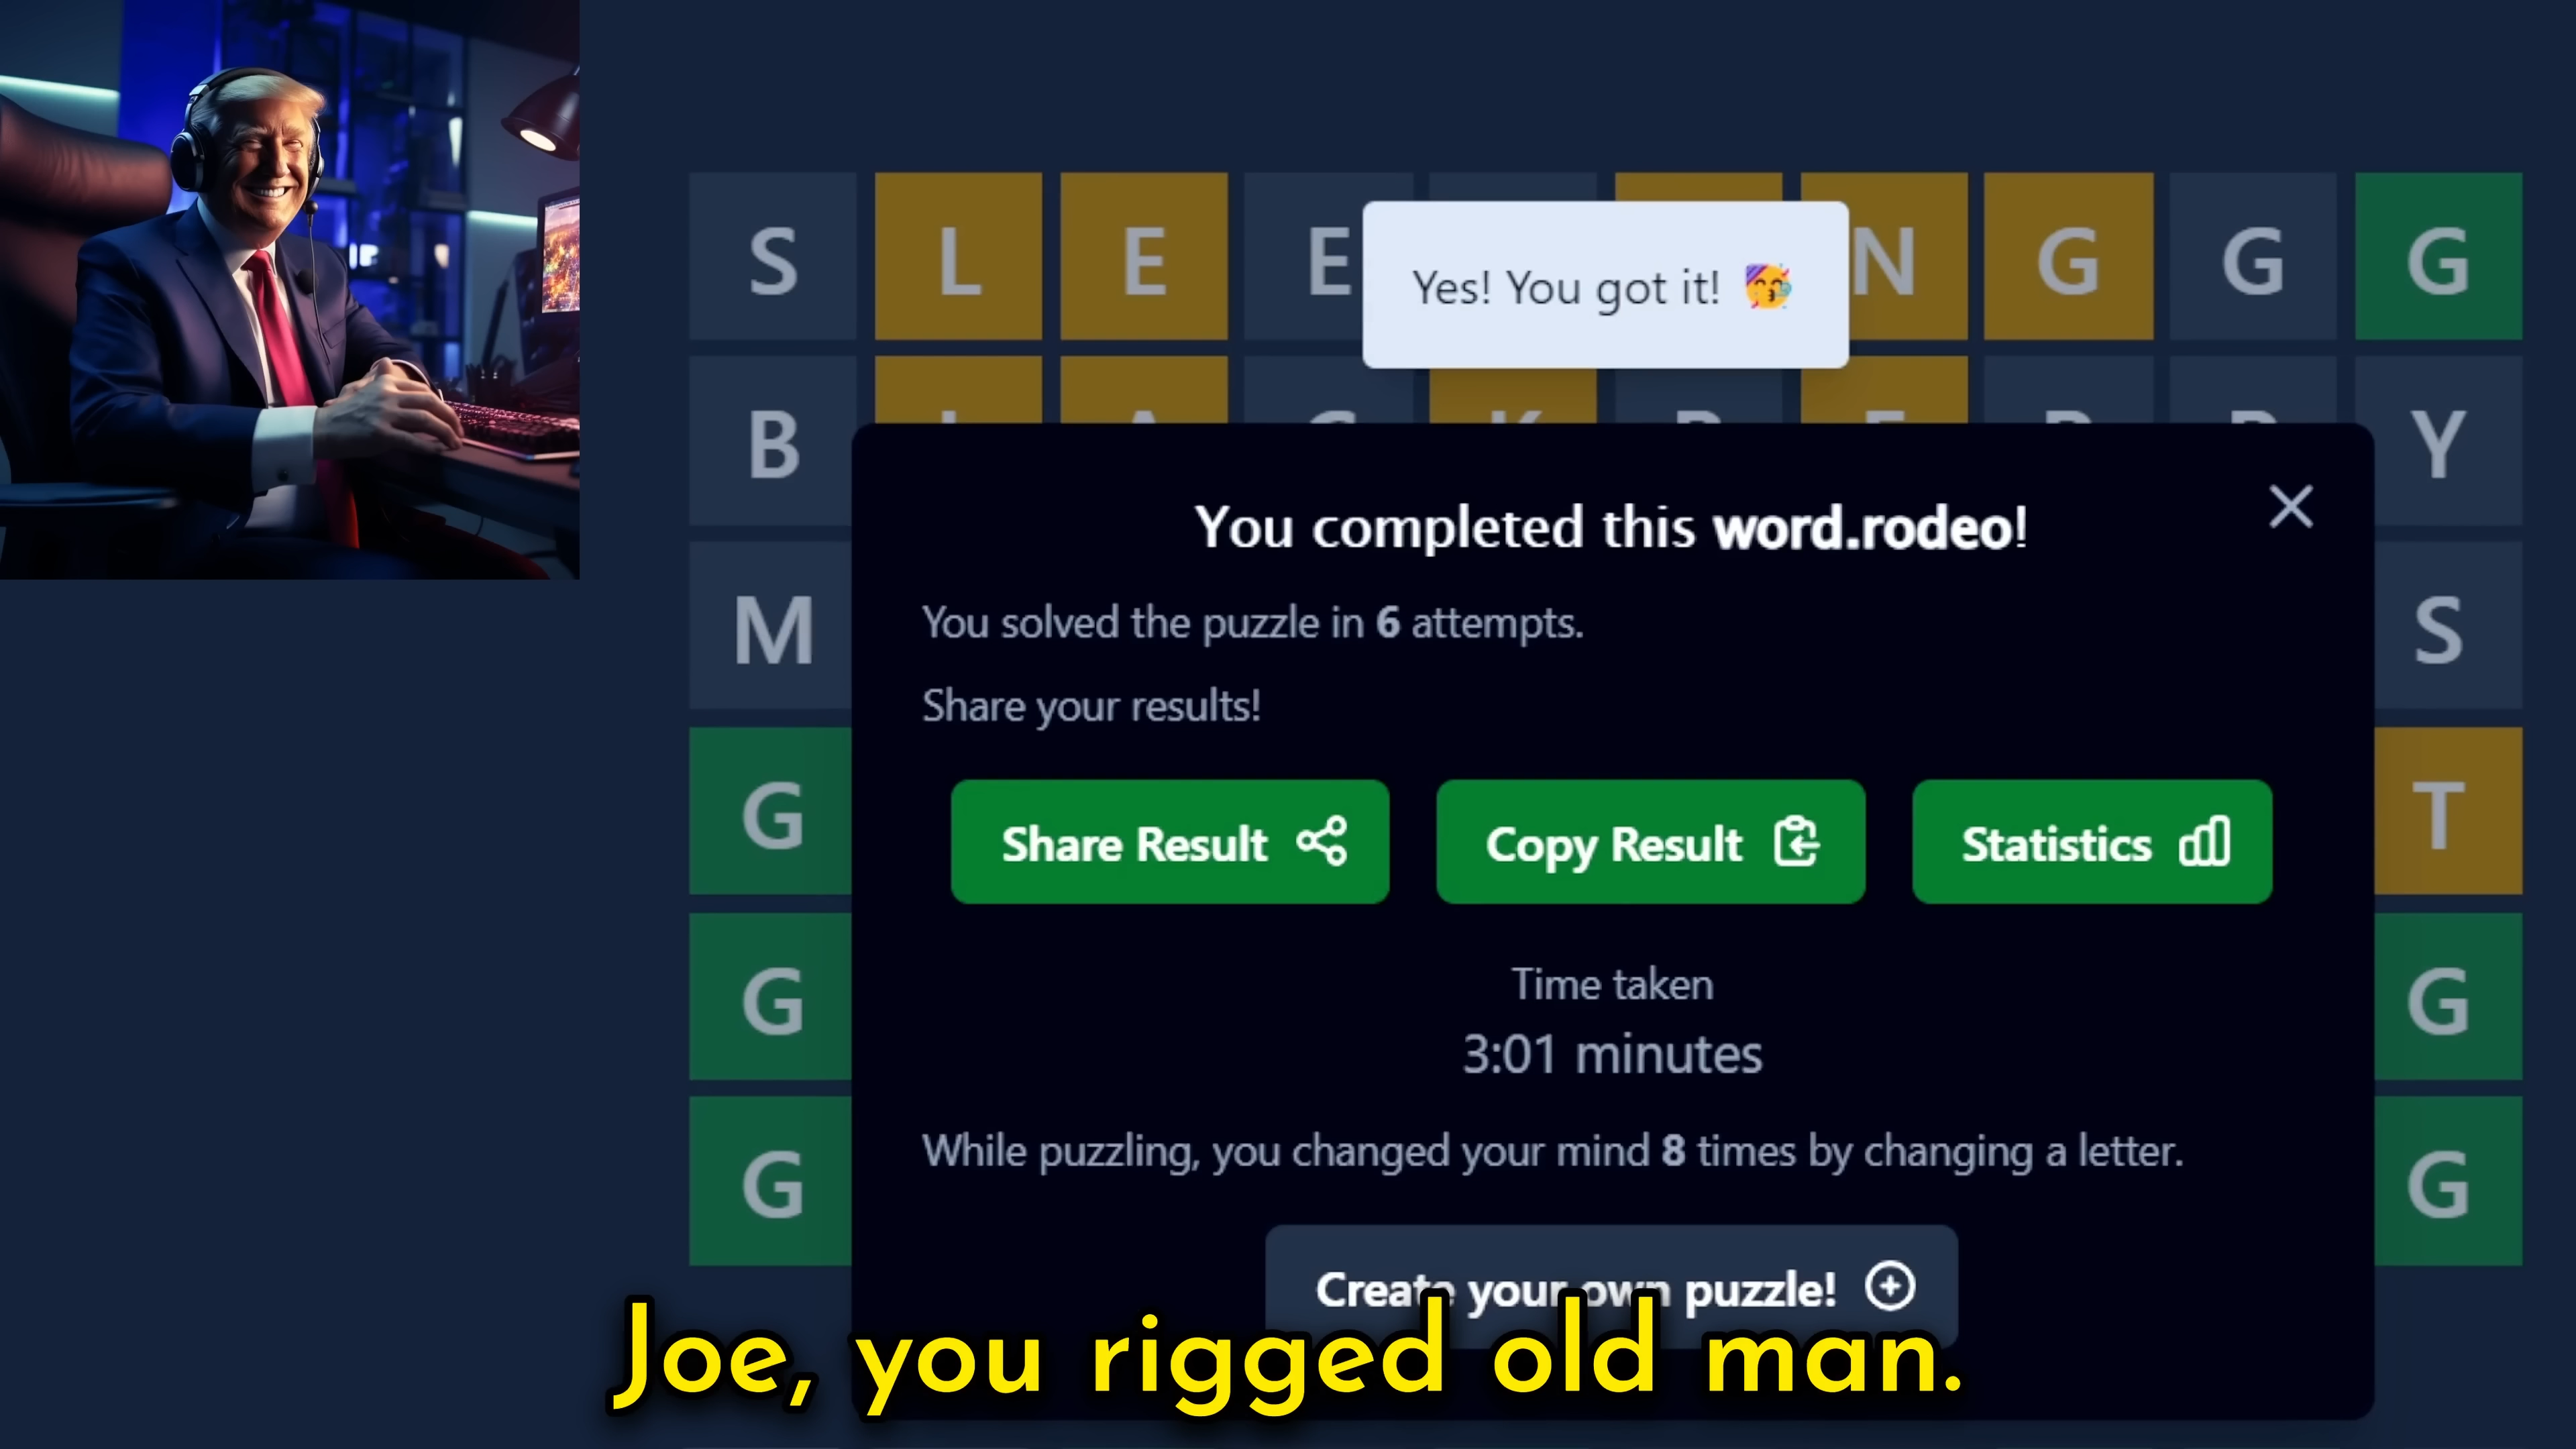 S L E E N G G G
Yes! You got it!
B Y
You completed this word.rodeo!
M S
You solved the puzzle in 6 attempts.
Share your results!
G T
Share Result Copy Result Statistics
G G
Time taken
3:01 minutes
While puzzling, you changed your mind 8 times by changing a letter.
G G
Create your own puzzle!
Joe, you rigged old man.